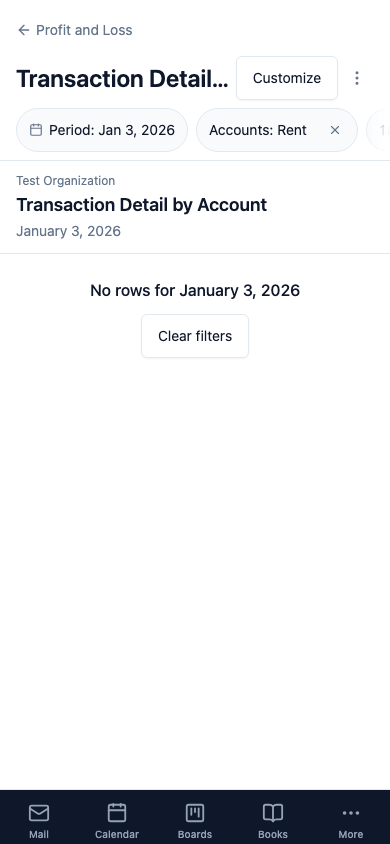 Profit and Loss
Transaction Detail...
Customize
Period: Jan 3, 2026
Accounts: Rent
Test Organization
Transaction Detail by Account
January 3, 2026
No rows for January 3, 2026
Clear filters
Mail
Calendar
Boards
Books
More